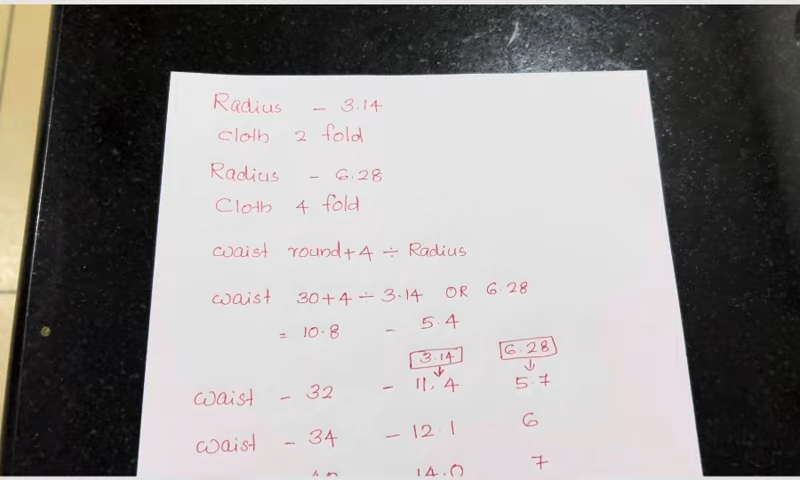 Radius - 3.14
Cloth 2 fold
Radius - 6.28
Cloth 4 fold
waist round+4 ÷ Radius
waist 30+4 ÷ 3.14 OR 6.28
= 10.8 - 5.4
3.14 6.28
↓ ↓
waist - 32 - 11.4 5.7
waist - 34 - 12.1 6
14.0 7